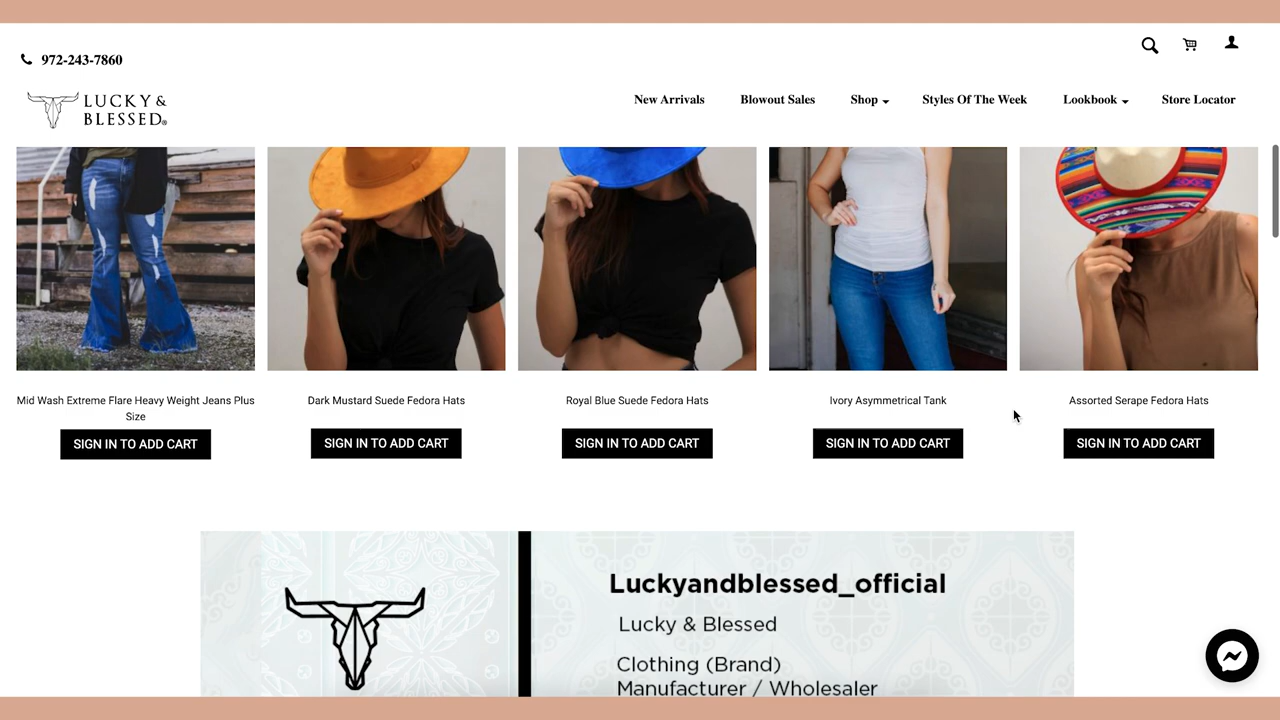 972-243-7860
LUCKY &
BLESSED®
New Arrivals
Blowout Sales
Shop
Styles Of The Week
Lookbook
Store Locator
Mid Wash Extreme Flare Heavy Weight Jeans Plus
Size
SIGN IN TO ADD CART
Dark Mustard Suede Fedora Hats
SIGN IN TO ADD CART
Royal Blue Suede Fedora Hats
SIGN IN TO ADD CART
Ivory Asymmetrical Tank
SIGN IN TO ADD CART
Assorted Serape Fedora Hats
SIGN IN TO ADD CART
Luckyandblessed_official
Lucky & Blessed
Clothing (Brand)
Manufacturer / Wholesaler